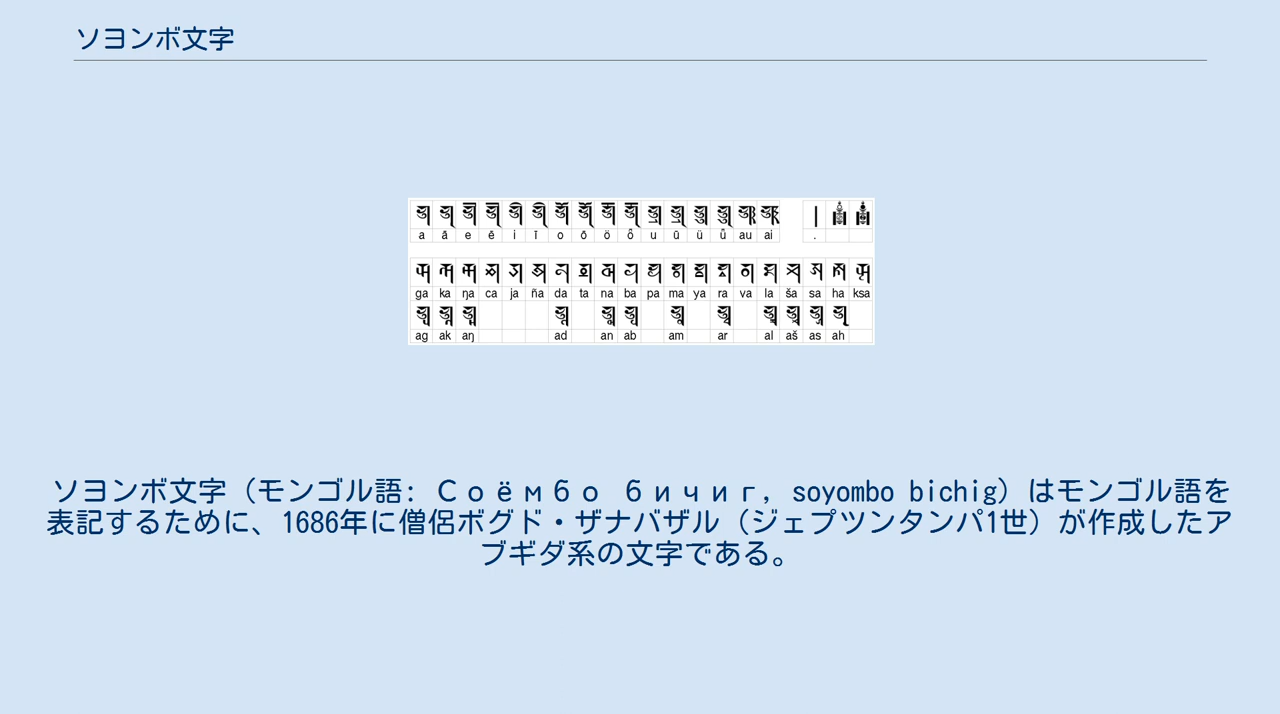 ソヨンボ文字
a ā e ē i ī o ō ö ȫ u ū ü ǖ au ai .
ga ka ŋa ca ja ña da ta na ba pa ma ya ra va la ša sa ha ksa
ag ak aŋ ad an ab am ar al aš as ah
ソヨンボ文字（モンゴル語: Соёмбо бичиг, soyombo bichig）はモンゴル語を
表記するために、1686年に僧侶ボグド・ザナバザル（ジェプツンタンパ1世）が作成したア
ブギダ系の文字である。